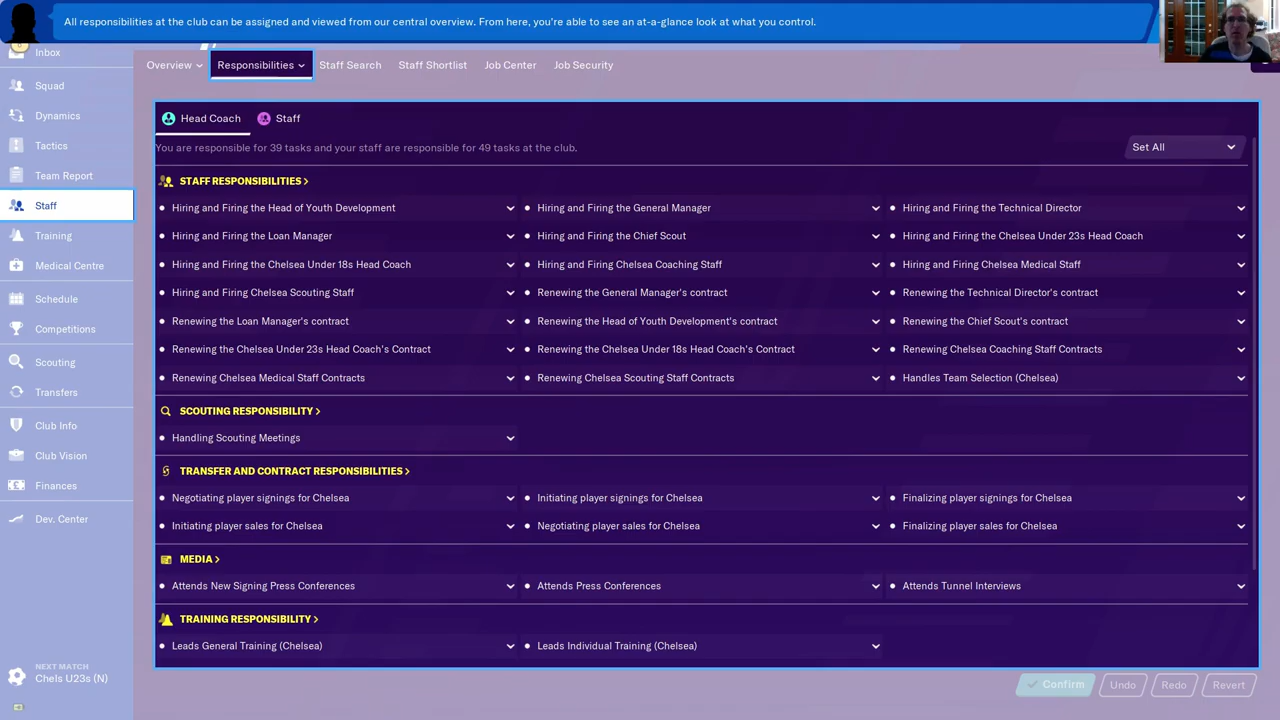 All responsibilities at the club can be assigned and viewed from our central overview. From here, you're able to see an at-a-glance look at what you control.
Inbox
Overview Responsibilities Staff Search Staff Shortlist Job Center Job Security
Squad
Dynamics
Tactics
Team Report
Staff
Training
Medical Centre
Schedule
Competitions
Scouting
Transfers
Club Info
Club Vision
Finances
Dev. Center
NEXT MATCH
Chels U23s (N)
Head Coach Staff
You are responsible for 39 tasks and your staff are responsible for 49 tasks at the club. Set All
STAFF RESPONSIBILITIES >
Hiring and Firing the Head of Youth Development Hiring and Firing the General Manager Hiring and Firing the Technical Director
Hiring and Firing the Loan Manager Hiring and Firing the Chief Scout Hiring and Firing the Chelsea Under 23s Head Coach
Hiring and Firing the Chelsea Under 18s Head Coach Hiring and Firing Chelsea Coaching Staff Hiring and Firing Chelsea Medical Staff
Hiring and Firing Chelsea Scouting Staff Renewing the General Manager's contract Renewing the Technical Director's contract
Renewing the Loan Manager's contract Renewing the Head of Youth Development's contract Renewing the Chief Scout's contract
Renewing the Chelsea Under 23s Head Coach's Contract Renewing the Chelsea Under 18s Head Coach's Contract Renewing Chelsea Coaching Staff Contracts
Renewing Chelsea Medical Staff Contracts Renewing Chelsea Scouting Staff Contracts Handles Team Selection (Chelsea)
SCOUTING RESPONSIBILITY >
Handling Scouting Meetings
TRANSFER AND CONTRACT RESPONSIBILITIES >
Negotiating player signings for Chelsea Initiating player signings for Chelsea Finalizing player signings for Chelsea
Initiating player sales for Chelsea Negotiating player sales for Chelsea Finalizing player sales for Chelsea
MEDIA >
Attends New Signing Press Conferences Attends Press Conferences Attends Tunnel Interviews
TRAINING RESPONSIBILITY >
Leads General Training (Chelsea) Leads Individual Training (Chelsea)
Confirm Undo Redo Revert